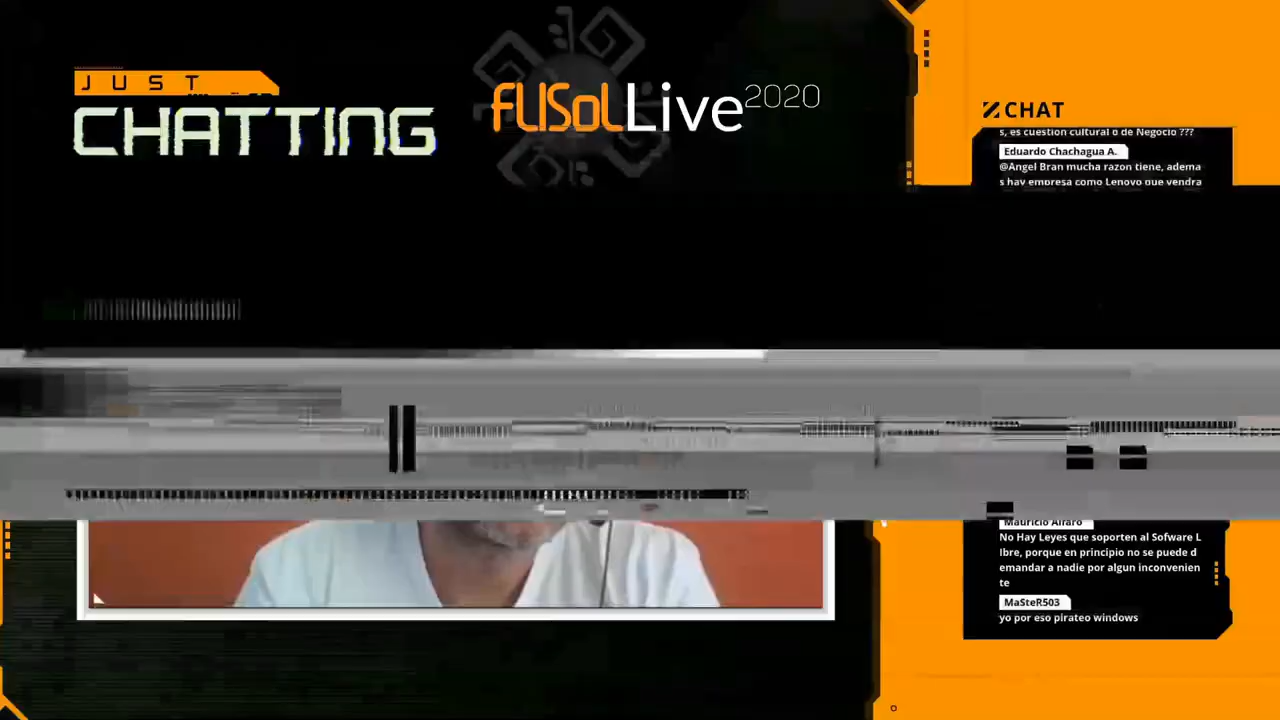 JUST
CHATTING
FLISoL Live 2020
CHAT
s, es cuestion cultural o de Negocio ???
Eduardo Chachagua A.
@Angel Bran mucha razon tiene, adema
s hay empresa como Lenovo que vendra
Mauricio Alfaro
No Hay Leyes que soporten al Sofware L
ibre, porque en principio no se puede d
emandar a nadie por algun inconvenien
te
MaSteR503
yo por eso pirateo windows